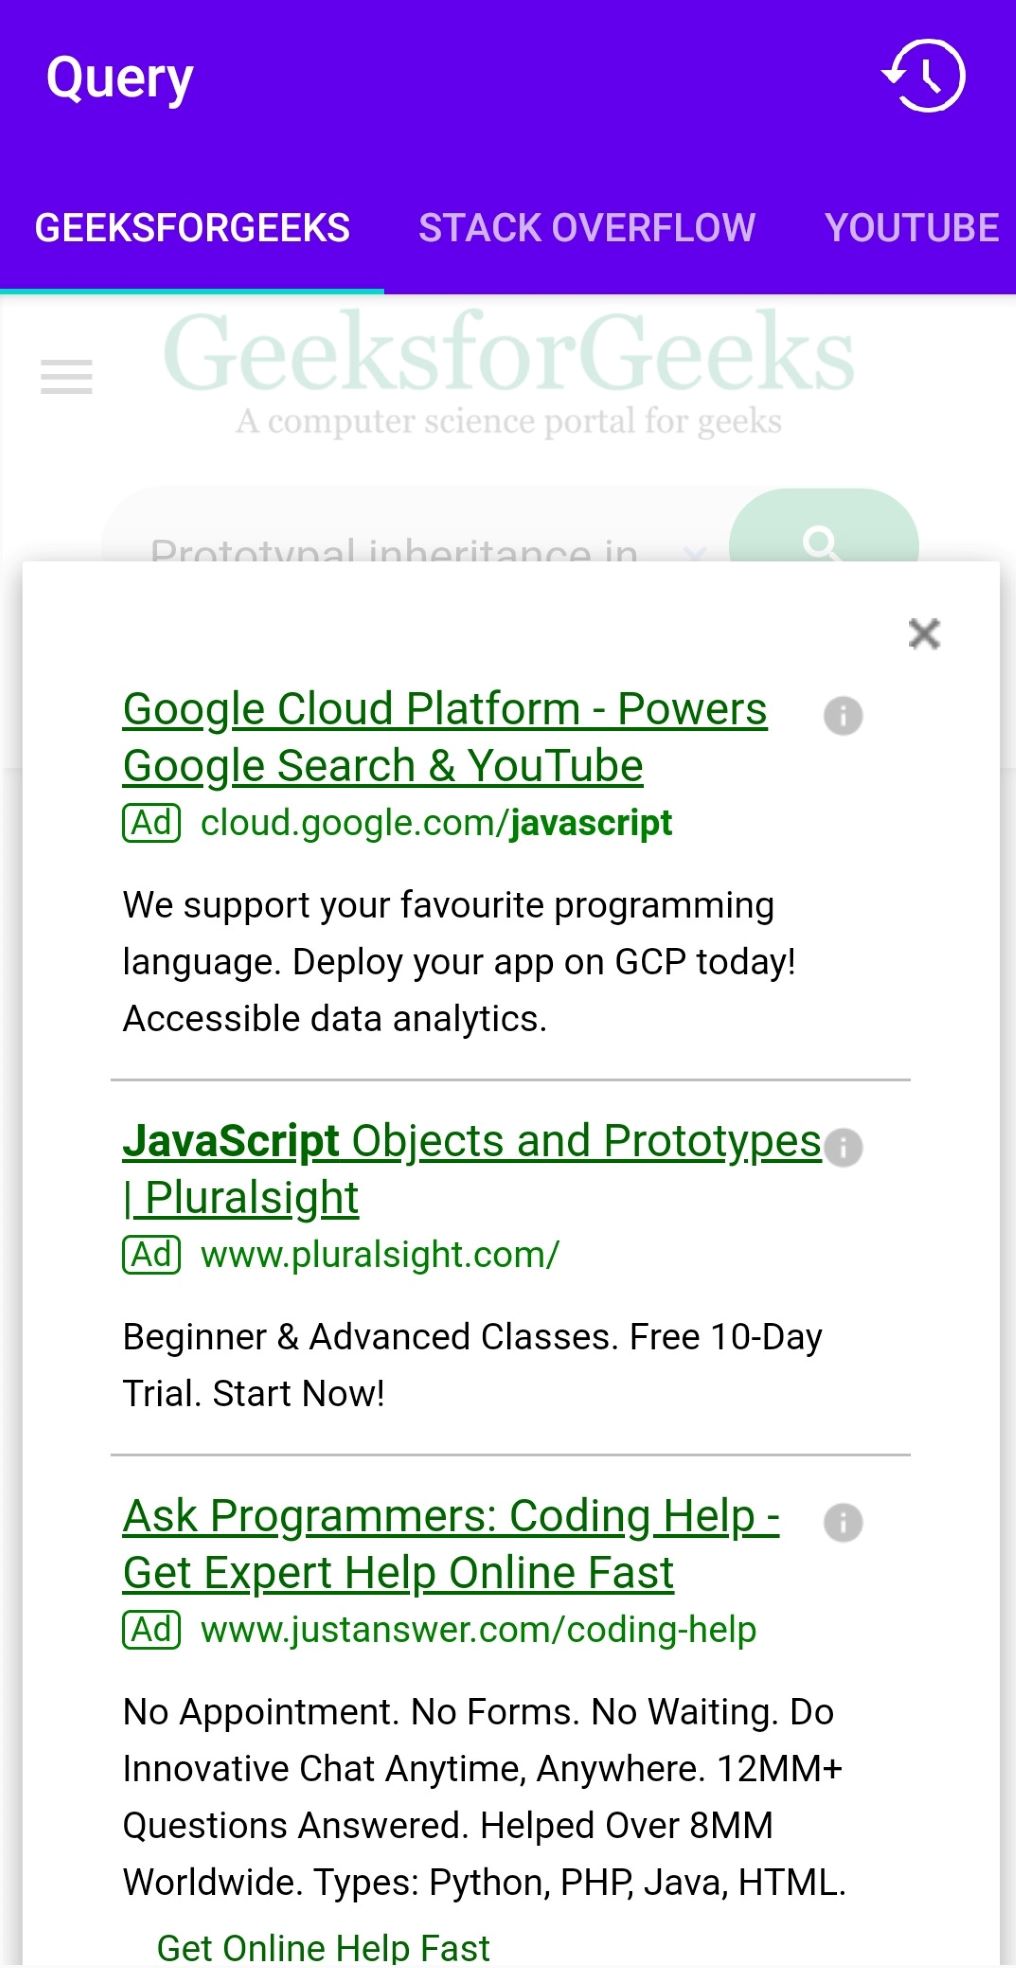 Query
GEEKSFORGEEKS STACK OVERFLOW YOUTUBE
GeeksforGeeks
A computer science portal for geeks
Prototypal inheritance in
Google Cloud Platform - Powers
Google Search & YouTube
Ad cloud.google.com/javascript
We support your favourite programming
language. Deploy your app on GCP today!
Accessible data analytics.
JavaScript Objects and Prototypes
| Pluralsight
Ad www.pluralsight.com/
Beginner & Advanced Classes. Free 10-Day
Trial. Start Now!
Ask Programmers: Coding Help -
Get Expert Help Online Fast
Ad www.justanswer.com/coding-help
No Appointment. No Forms. No Waiting. Do
Innovative Chat Anytime, Anywhere. 12MM+
Questions Answered. Helped Over 8MM
Worldwide. Types: Python, PHP, Java, HTML.
Get Online Help Fast